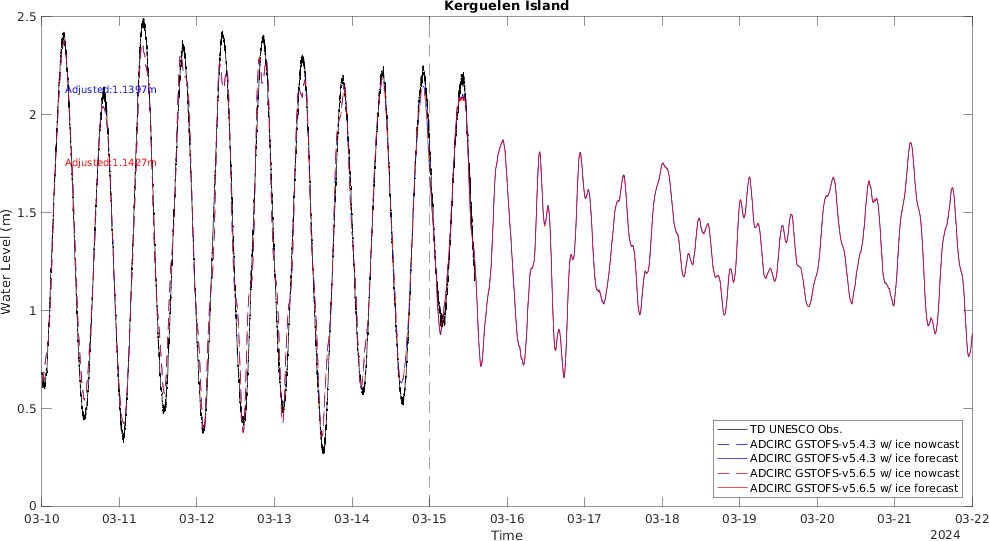 Kerguelen Island
2.5
2
1.5
1
0.5
0
Water Level (m)
Adjusted:1.1397m
Adjusted:1.1427m
TD UNESCO Obs.
ADCIRC GSTOFS-v5.4.3 w/ ice nowcast
ADCIRC GSTOFS-v5.4.3 w/ ice forecast
ADCIRC GSTOFS-v5.6.5 w/ ice nowcast
ADCIRC GSTOFS-v5.6.5 w/ ice forecast
03-10 03-11 03-12 03-13 03-14 03-15 03-16 03-17 03-18 03-19 03-20 03-21 03-22
Time
2024